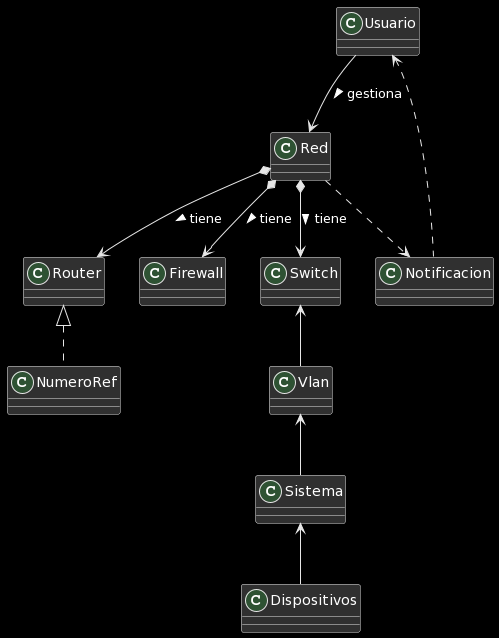 C Usuario
gestiona
C Red
tiene
tiene
tiene
C Router
C Firewall
C Switch
C Notificacion
C NumeroRef
C Vlan
C Sistema
C Dispositivos